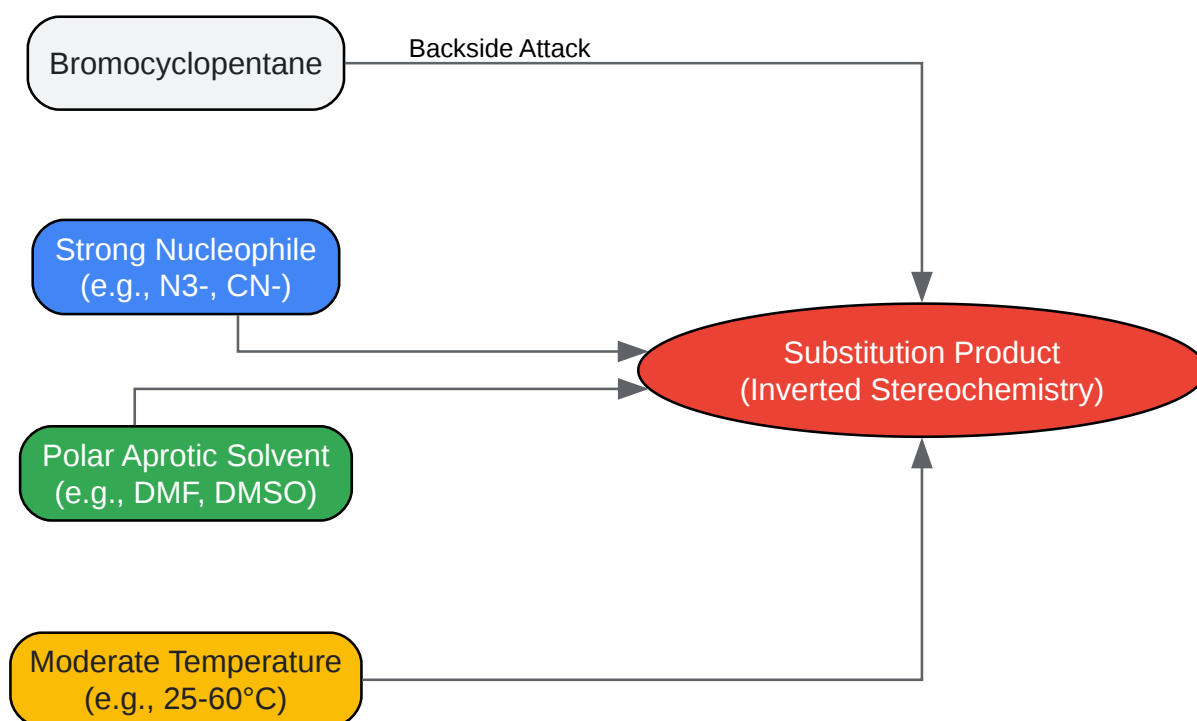 Bromocyclopentane
Backside Attack
Strong Nucleophile
(e.g., N3-, CN-)
Substitution Product
(Inverted Stereochemistry)
Polar Aprotic Solvent
(e.g., DMF, DMSO)
Moderate Temperature
(e.g., 25-60°C)